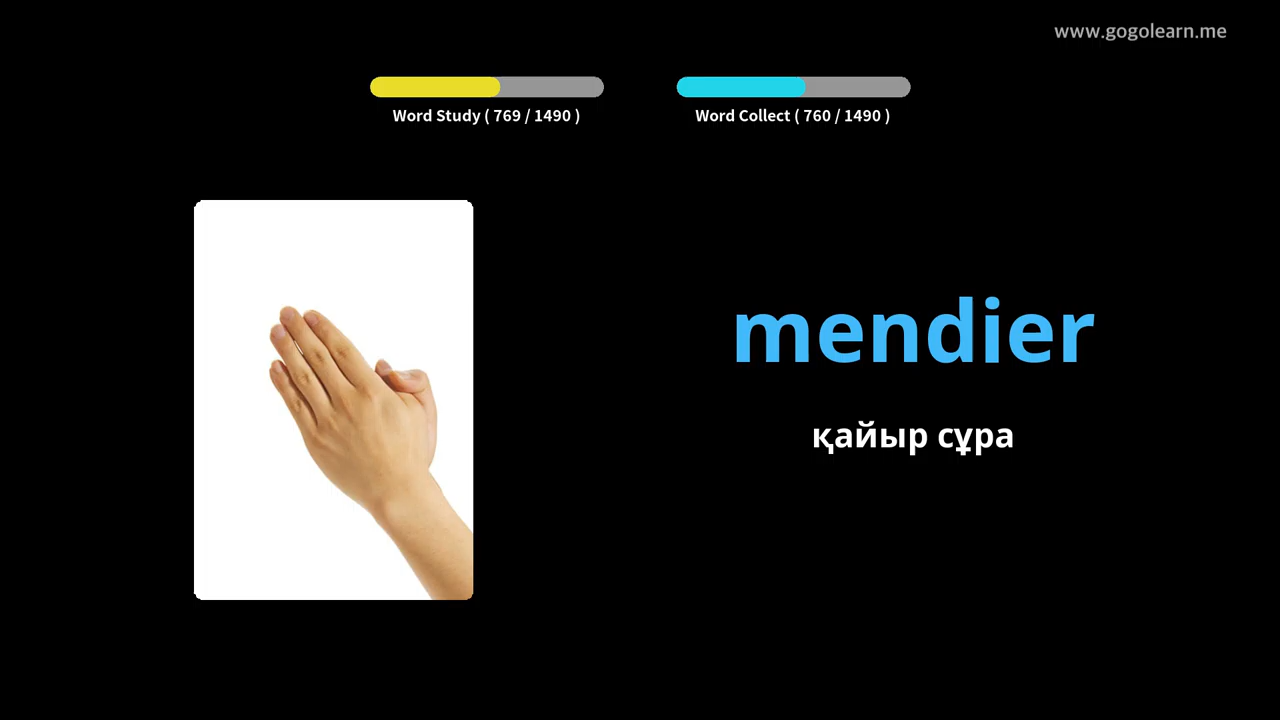 www.gogolearn.me
Word Study ( 769 / 1490 )
Word Collect ( 760 / 1490 )
mendier
қайыр сұра